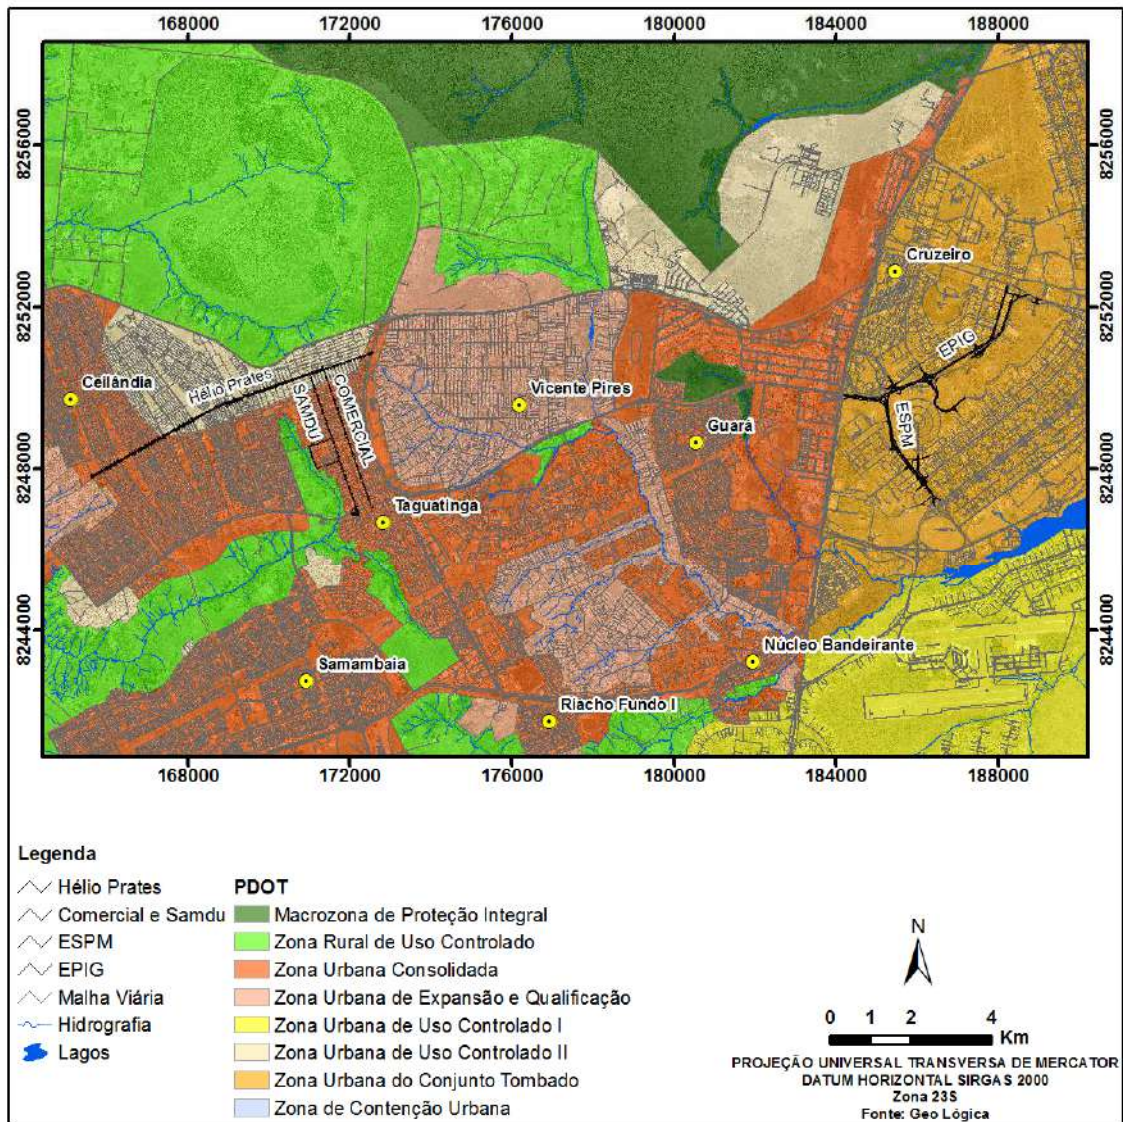 168000 172000 176000 180000 184000 188000
8256000 8256000
Cruzeiro
8252000 8252000
EPIG
Ceilândia
Hélio Prates
SAMDU
COMERCIAL
Vicente Pires
ESPM
Guará
8248000 8248000
Taguatinga
8244000 8244000
Núcleo Bandeirante
Samambaia
Riacho Fundo I
168000 172000 176000 180000 184000 188000
Legenda
Hélio Prates
Comercial e Samdu
ESPM
EPIG
Malha Viária
Hidrografia
Lagos
PDOT
Macrozona de Proteção Integral
Zona Rural de Uso Controlado
Zona Urbana Consolidada
Zona Urbana de Expansão e Qualificação
Zona Urbana de Uso Controlado I
Zona Urbana de Uso Controlado II
Zona Urbana do Conjunto Tombado
Zona de Contenção Urbana
N
0 1 2 4
Km
PROJEÇÃO UNIVERSAL TRANSVERSA DE MERCATOR
DATUM HORIZONTAL SIRGAS 2000
Zona 23S
Fonte: Geo Lógica